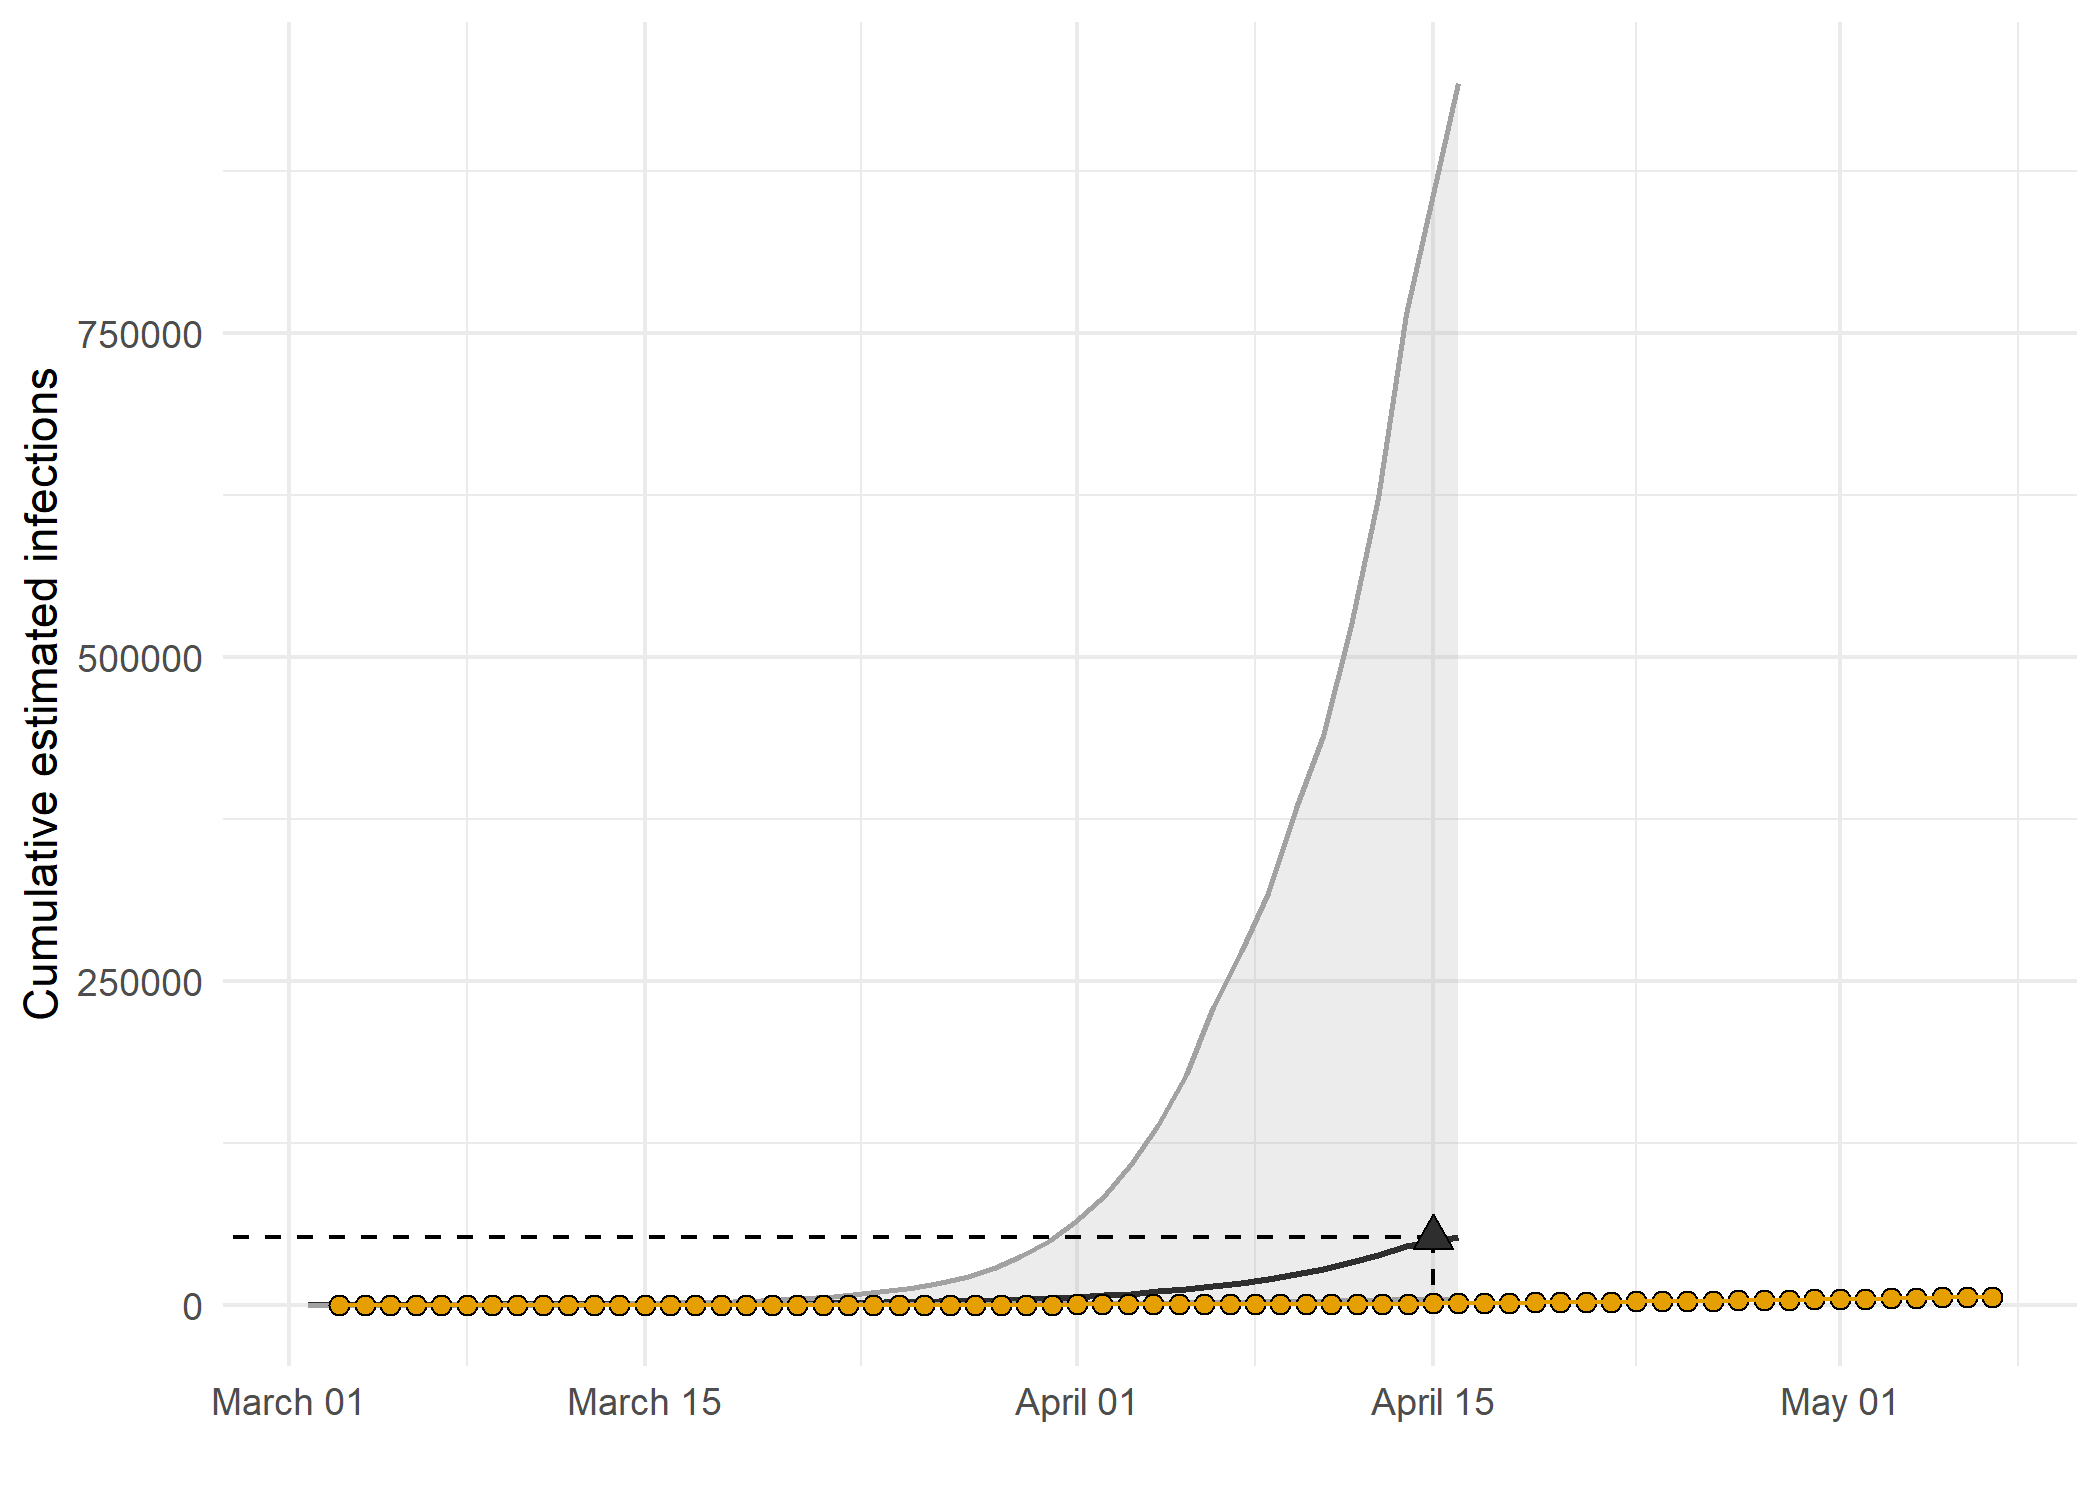 Cumulative estimated infections
750000
500000
250000
0
March 01
March 15
April 01
April 15
May 01